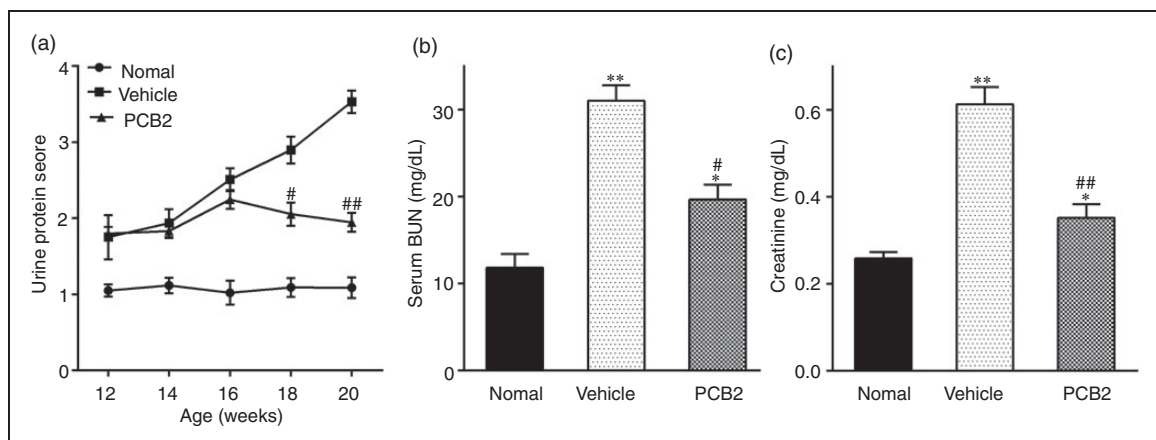 (a)
Nomal
Vehicle
PCB2
4
3
2
1
0
Urine protein seore
#
##
12 14 16 18 20
Age (weeks)
(b)
30
20
10
0
Serum BUN (mg/dL)
**
#
*
Nomal Vehicle PCB2
(c)
0.6
0.4
0.2
0.0
Creatinine (mg/dL)
**
##
*
Nomal Vehicle PCB2